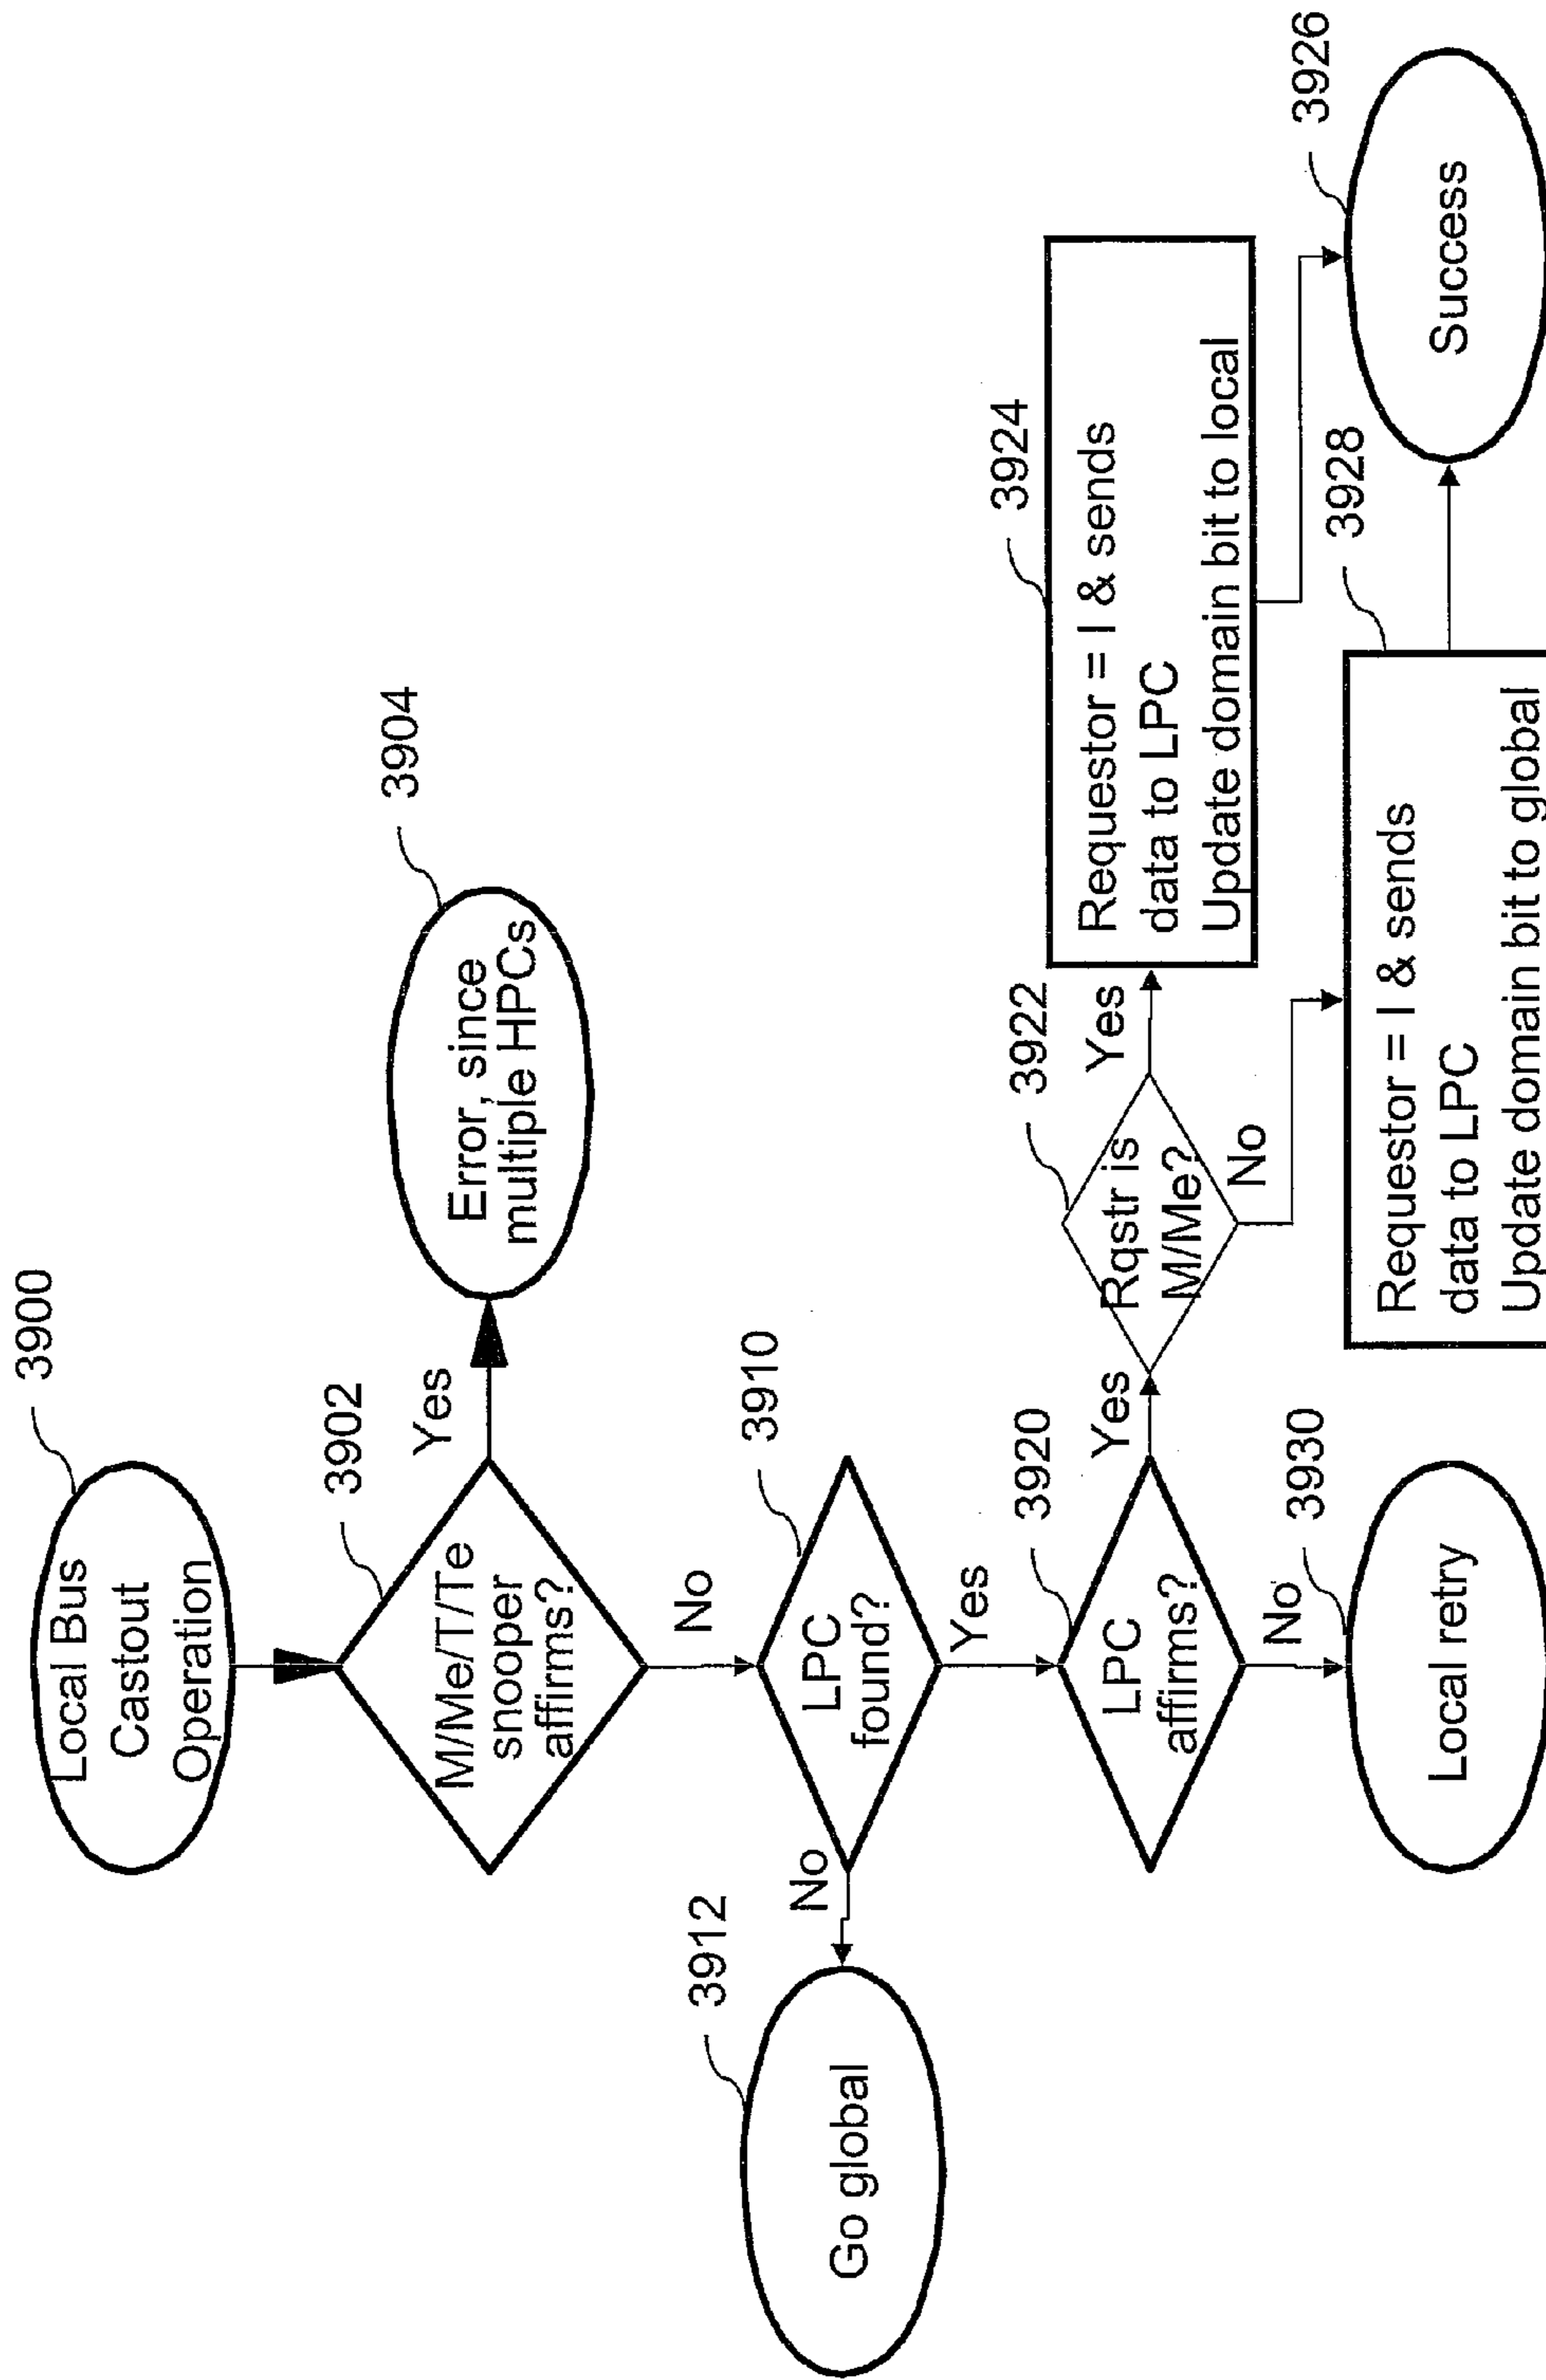 3900
Local Bus
Castout
Operation
3902
M/Me/T/Te
snooper
affirms?
Yes
3904
Error, since
multiple HPCs
No
3910
LPC
found?
No
3912
Go global
Yes
3920
LPC
affirms?
Yes
3922
Rqstr is
M/Me?
Yes
3924
Requestor = I & sends
data to LPC
Update domain bit to local
No
3928
Requestor = I & sends
data to LPC
Update domain bit to global
3926
Success
No
3930
Local retry